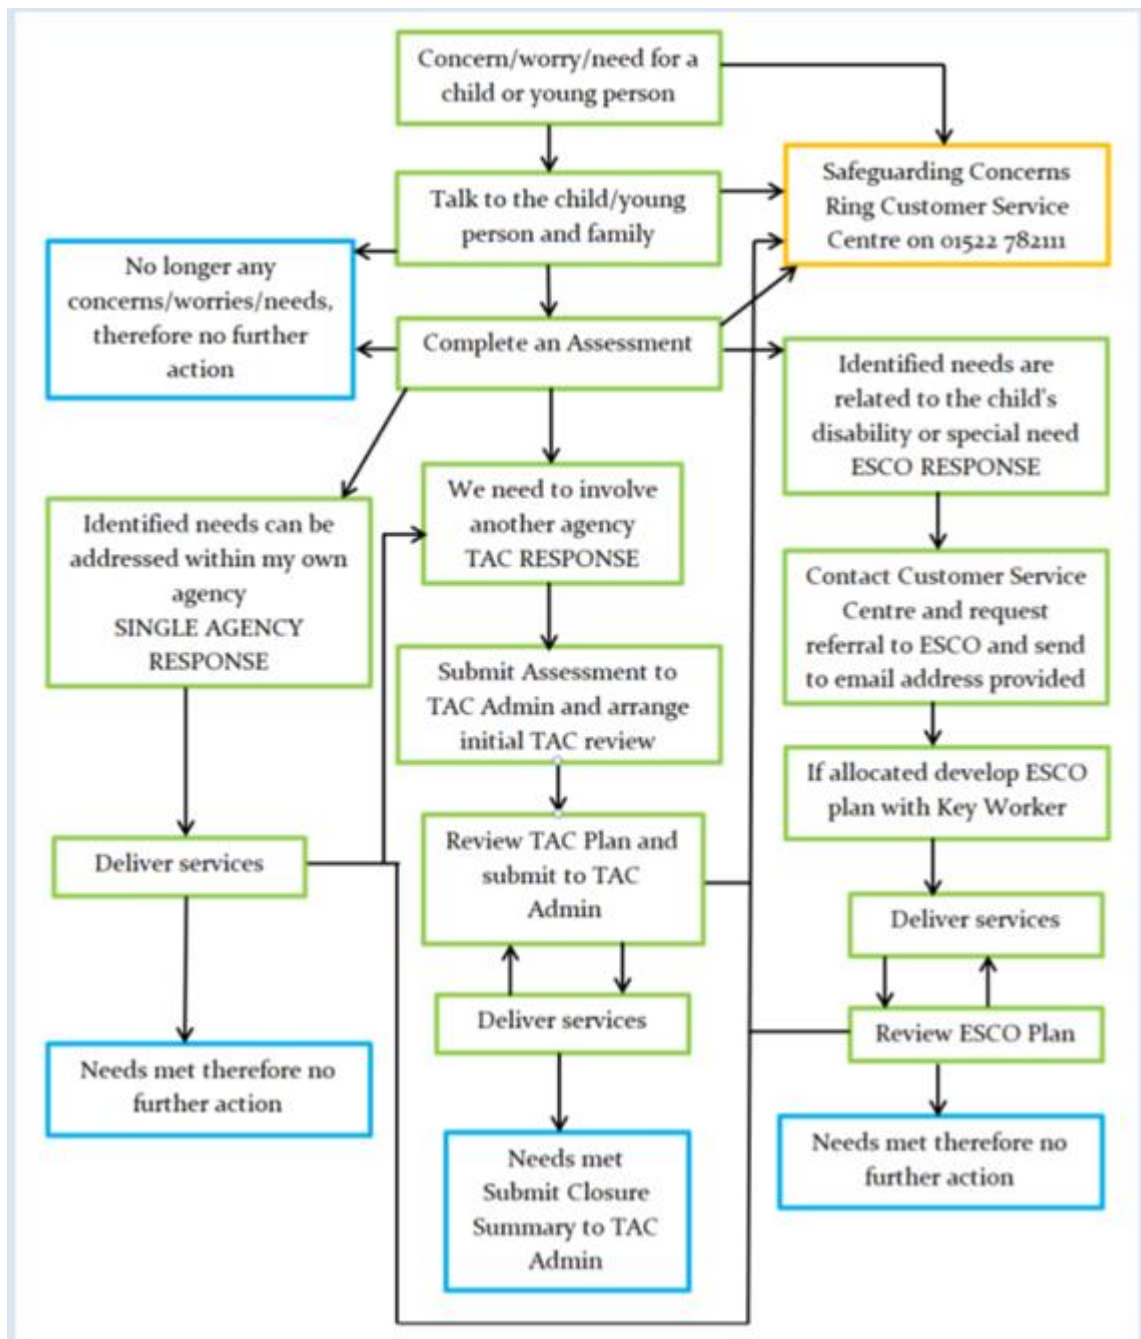 Concern/worry/need for a
child or young person
Safeguarding Concerns
Ring Customer Service
Centre on 01522 782111
Talk to the child/young
person and family
No longer any
concerns/worries/needs,
therefore no further
action
Complete an Assessment
Identified needs are
related to the child's
disability or special need
ESCO RESPONSE
Identified needs can be
addressed within my own
agency
SINGLE AGENCY
RESPONSE
We need to involve
another agency
TAC RESPONSE
Contact Customer Service
Centre and request
referral to ESCO and send
to email address provided
Submit Assessment to
TAC Admin and arrange
initial TAC review
If allocated develop ESCO
plan with Key Worker
Deliver services
Review TAC Plan and
submit to TAC
Admin
Deliver services
Deliver services
Review ESCO Plan
Needs met therefore no
further action
Needs met
Submit Closure
Summary to TAC
Admin
Needs met therefore no
further action